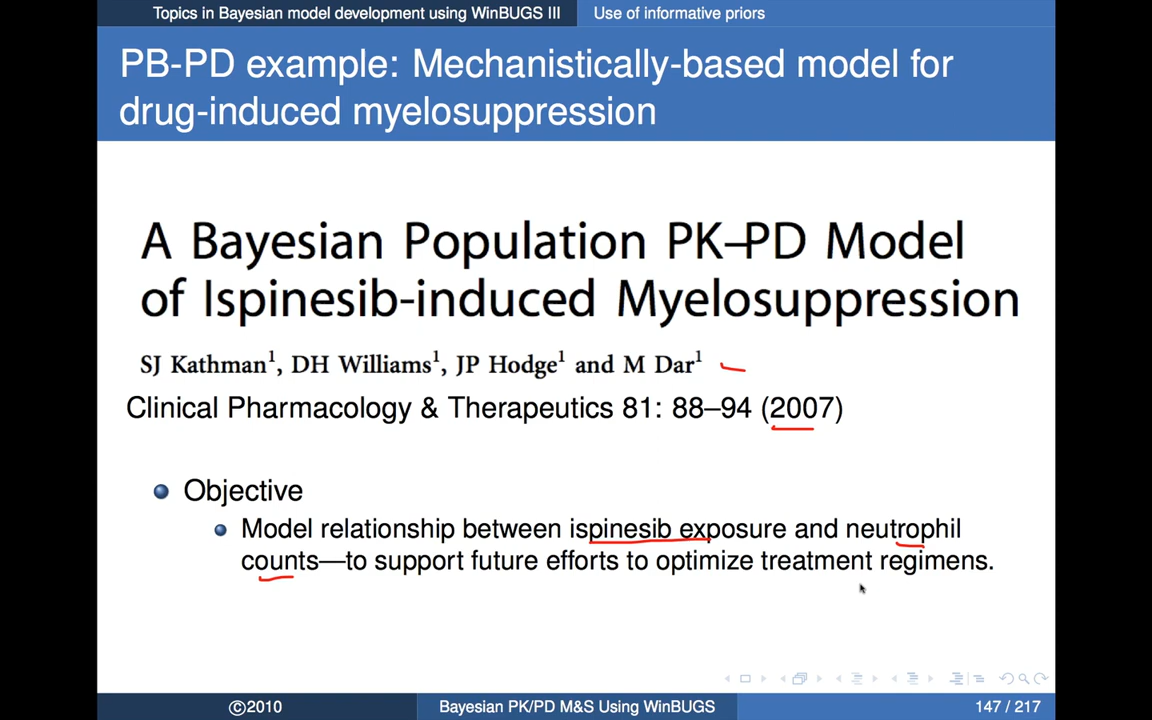 Topics in Bayesian model development using WinBUGS III
Use of informative priors
PB-PD example: Mechanistically-based model for
drug-induced myelosuppression
A Bayesian Population PK–PD Model
of Ispinesib-induced Myelosuppression
SJ Kathman1, DH Williams1, JP Hodge1 and M Dar1
Clinical Pharmacology & Therapeutics 81: 88–94 (2007)
Objective
Model relationship between ispinesib exposure and neutrophil
counts—to support future efforts to optimize treatment regimens.
©2010
Bayesian PK/PD M&S Using WinBUGS
147 / 217